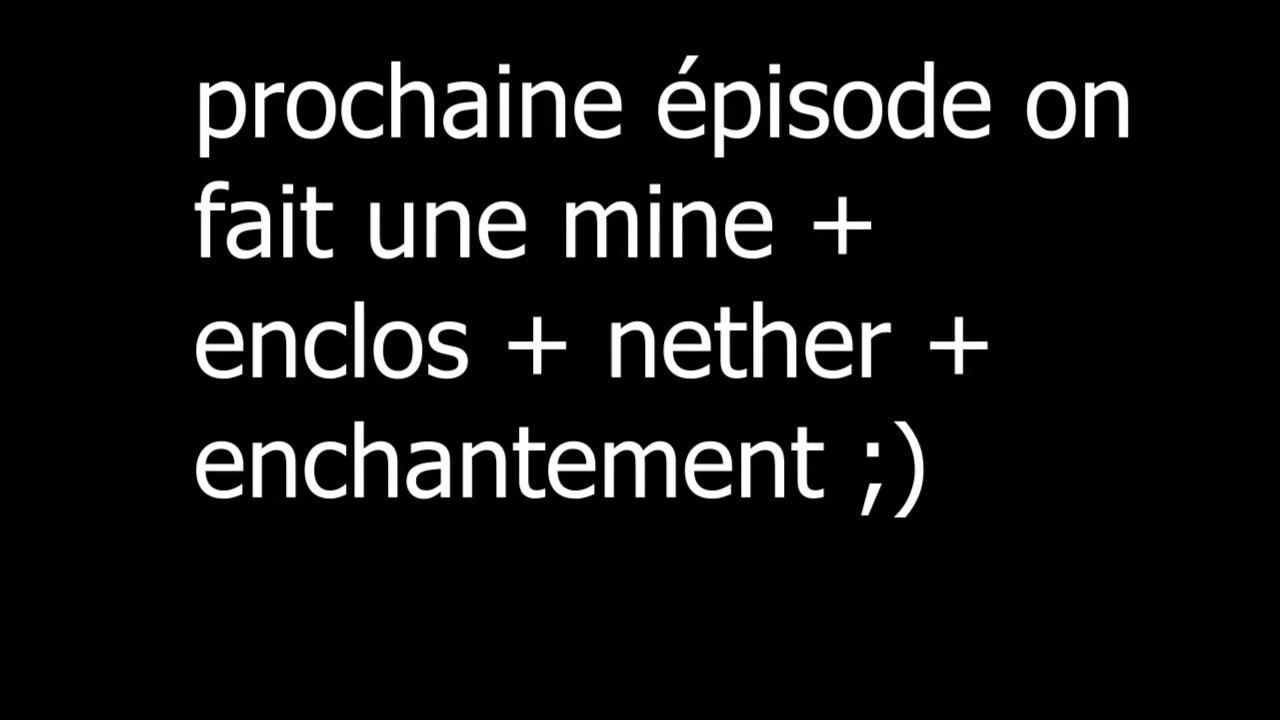 prochaine épisode on
fait une mine +
enclos + nether +
enchantement ;)